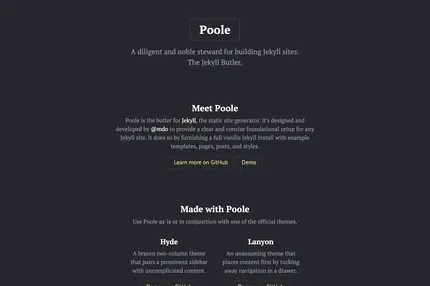 Poole
A diligent and noble steward for building Jekyll sites.
The Jekyll Butler.
Meet Poole
Poole is the butler for Jekyll, the static site generator. It's designed and
developed by @mdo to provide a clear and concise foundational setup for any
Jekyll site. It does so by furnishing a full vanilla Jekyll install with example
templates, pages, posts, and styles.
Learn more on GitHub Demo
Made with Poole
Use Poole as-is or in conjunction with one of the official themes.
Hyde Lanyon
A brazen two-column theme An unassuming theme that
that pairs a prominent sidebar places content first by tucking
with uncomplicated content. away navigation in a drawer.